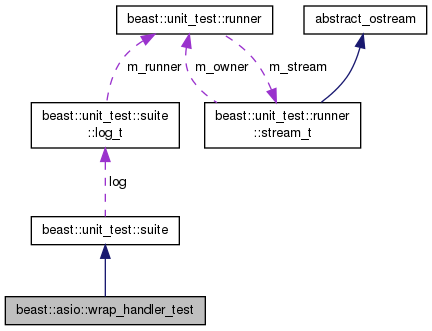 beast::unit_test::runner
abstract_ostream
m_runner
m_owner
m_stream
beast::unit_test::suite
::log_t
beast::unit_test::runner
::stream_t
log
beast::unit_test::suite
beast::asio::wrap_handler_test